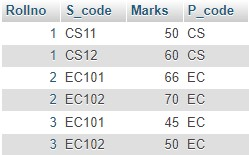 Rollno S_code Marks P_code
1 CS11 50 CS
1 CS12 60 CS
2 EC101 66 EC
2 EC102 70 EC
3 EC101 45 EC
3 EC102 50 EC